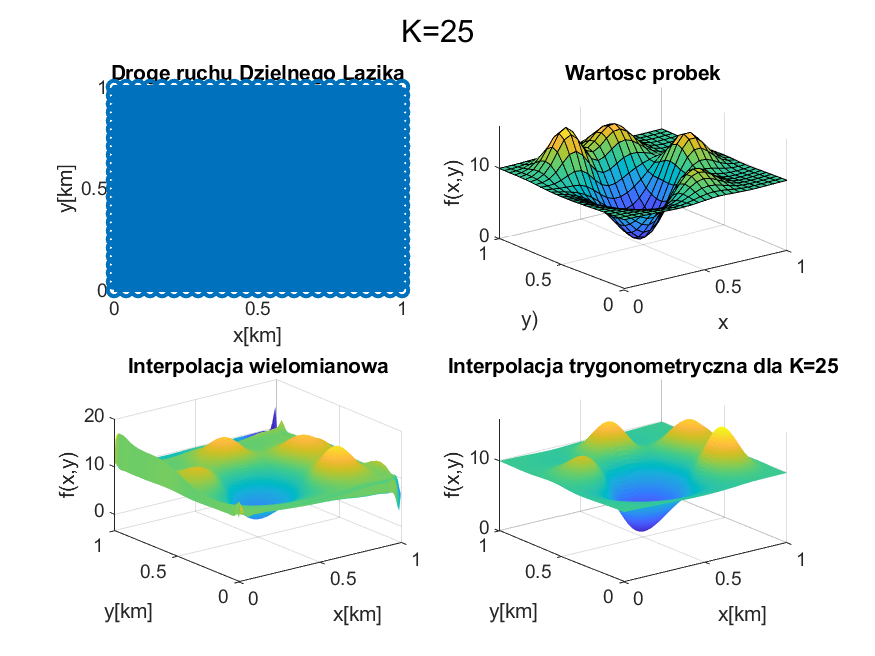 K=25
Droge ruchu Dzielnego Lazika
1
0.5
0
y[km]
0
0.5
1
x[km]
Wartosc probek
10
0
f(x,y)
1
0.5
0
y)
0
0.5
1
x
Interpolacja wielomianowa
20
10
0
f(x,y)
1
0.5
0
y[km]
0
0.5
1
x[km]
Interpolacja trygonometryczna dla K=25
10
0
f(x,y)
1
0.5
0
y[km]
0
0.5
1
x[km]